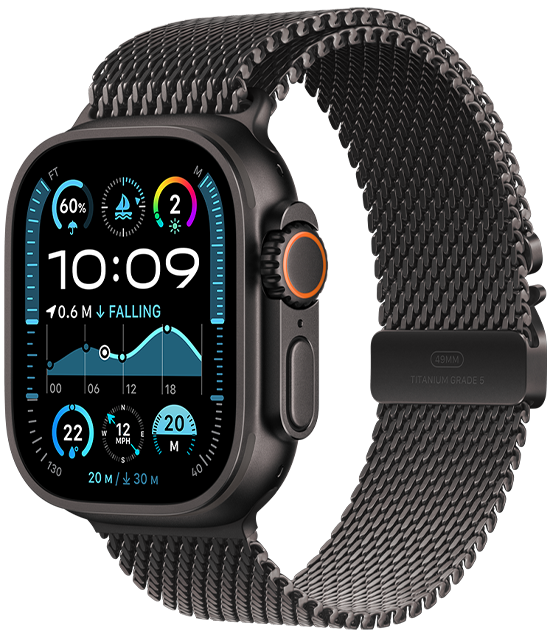 FT
M
60%
2
10:09
0.6 M ↓ FALLING
00 06 12 18
22
N
W 12 E
MPH
S
20
M
130
40
20 M / ↓ 30 M
49MM
TITANIUM GRADE 5